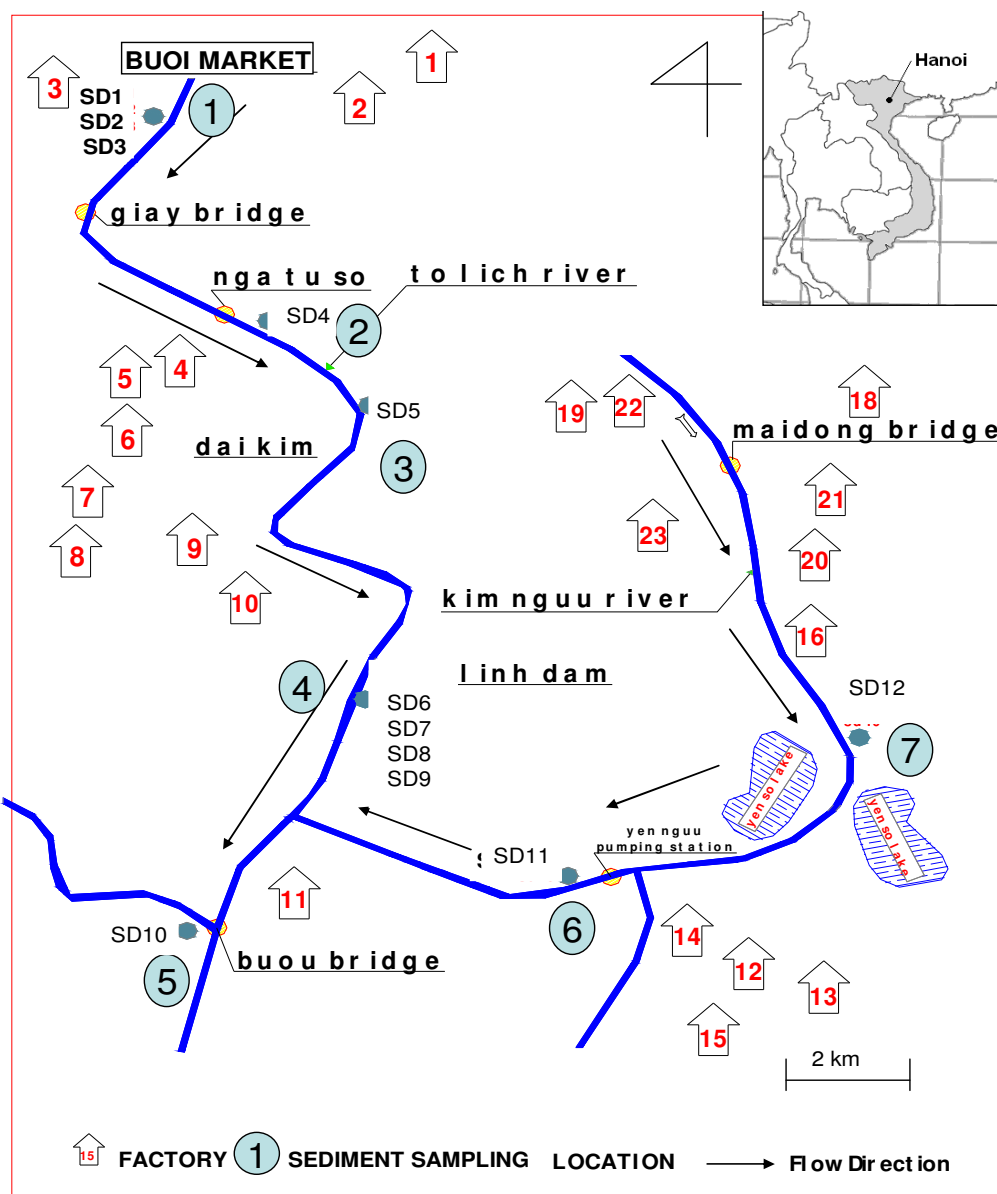 BUOI MARKET
Hanoi
1
2
3
SD1
SD2
SD3
1
giay bridge
nga tu so
to lich river
SD4
2
4
5
6
SD5
dai kim
3
7
8
9
10
19
22
18
maidong bridge
21
23
20
kim nguu river
16
4
linh dam
SD6
SD7
SD8
SD9
SD12
7
yen so lake
yen so lake
yen nguu
pumping station
SD11
6
11
SD10
buou bridge
5
14
12
13
15
2 km
15 FACTORY 1 SEDIMENT SAMPLING LOCATION Flow Direction